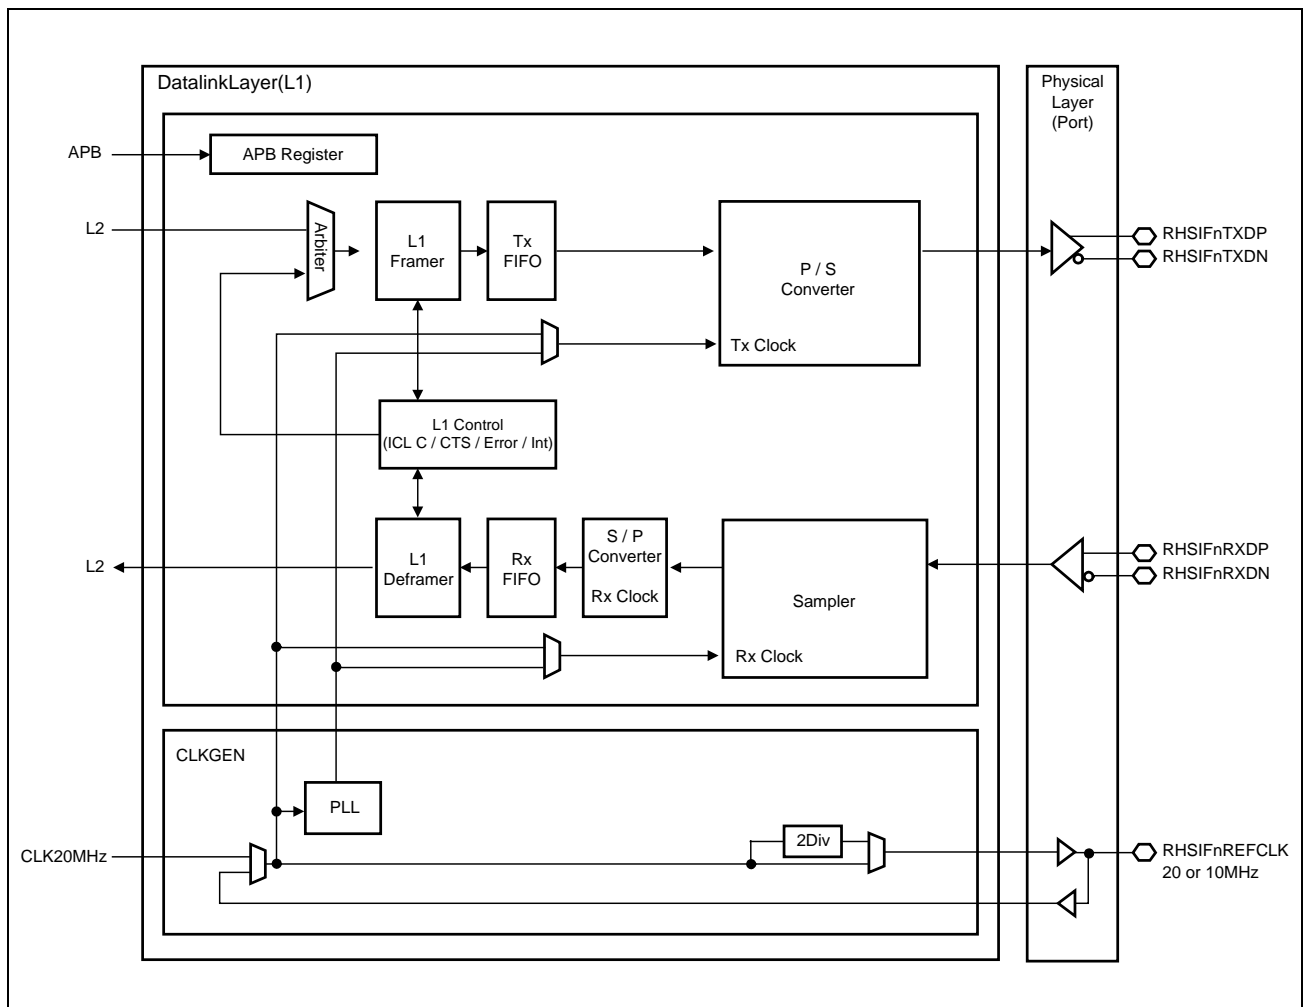 DatalinkLayer(L1)
Physical
Layer
(Port)
APB
APB Register
L2
Arbiter
L1
Framer
Tx
FIFO
P / S
Converter
Tx Clock
RHSIFnTXDP
RHSIFnTXDN
L1 Control
(ICL C / CTS / Error / Int)
L2
L1
Deframer
Rx
FIFO
S / P
Converter
Rx Clock
Sampler
Rx Clock
RHSIFnRXDP
RHSIFnRXDN
CLKGEN
PLL
2Div
CLK20MHz
RHSIFnREFCLK
20 or 10MHz